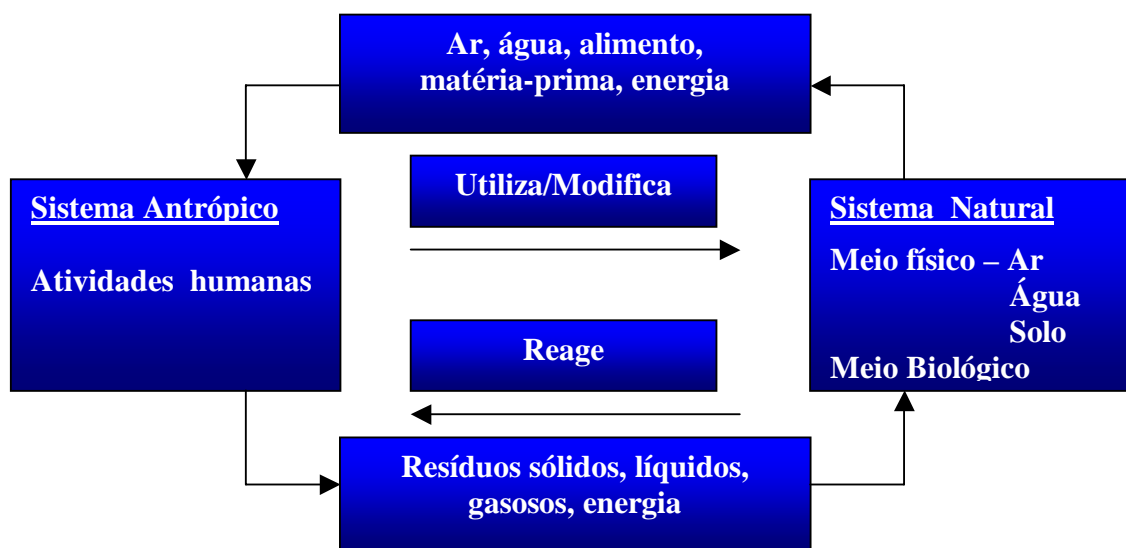 Ar, água, alimento,
matéria-prima, energia
Utiliza/Modifica
Sistema Antrópico
Atividades humanas
Sistema Natural
Meio físico – Ar
Água
Solo
Meio Biológico
Reage
Resíduos sólidos, líquidos,
gasosos, energia